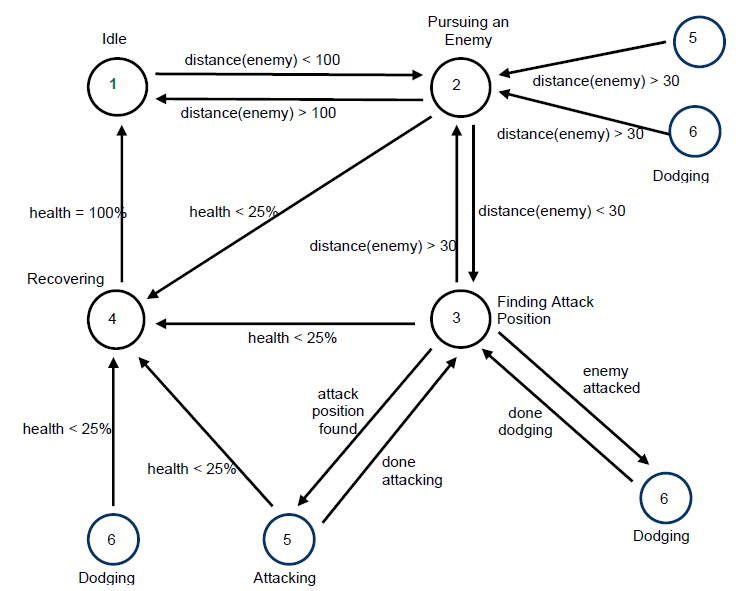 Pursuing an
Enemy
Idle
5
distance(enemy) < 100
1
2
distance(enemy) > 30
distance(enemy) > 100
6
distance(enemy) > 30
Dodging
health = 100%
health < 25%
distance(enemy) < 30
distance(enemy) > 30
Recovering
Finding Attack
Position
4
3
health < 25%
enemy
attacked
attack
position
found
done
dodging
health < 25%
health < 25%
done
attacking
6
Dodging
6
5
Dodging
Attacking